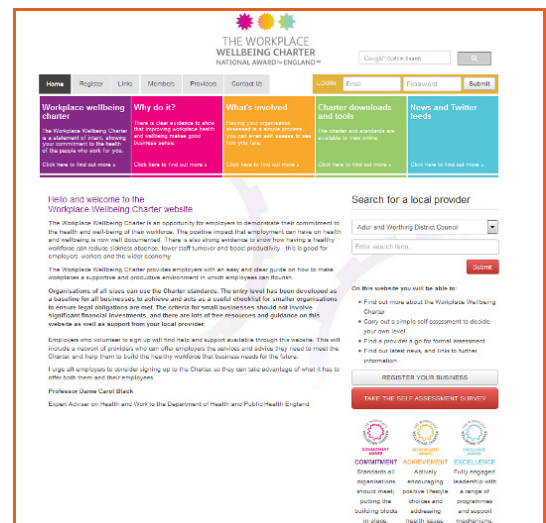 THE WORKPLACE
WELLBEING CHARTER
NATIONAL AWARD for ENGLAND
Google™ Custom Search
Home
Register
Links
Members
Providers
Contact Us
LOGIN:
Email
Password
Submit
Workplace wellbeing
charter
The Workplace Wellbeing Charter
is a statement of intent, showing
your commitment to the health
of the people who work for you.
Click here to find out more »
Why do it?
There is clear evidence to show
that improving workplace health
and wellbeing makes good
business sense.
Click here to find out more »
What's involved
Having your organisation
assessed is a simple process,
you can even self assess to see
how you fare.
Click here to find out more »
Charter downloads
and tools
The charter and standards are
available to view online.
Click here to find out more »
News and Twitter
feeds
Click here to find out more »
Hello and welcome to the
Workplace Wellbeing Charter website
The Workplace Wellbeing Charter is an opportunity for employers to demonstrate their commitment to
the health and well-being of their workforce. The positive impact that employment can have on health
and wellbeing is now well documented. There is also strong evidence to show how having a healthy
workforce can reduce sickness absence, lower staff turnover and boost productivity - this is good for
employers, workers and the wider economy.
The Workplace Wellbeing Charter provides employers with an easy and clear guide on how to make
workplaces a supportive and productive environment in which employees can flourish.
Organisations of all sizes can use the Charter standards. The entry level has been developed as
a baseline for all businesses to achieve and acts as a useful checklist for smaller organisations
to ensure legal obligations are met. The criteria for small businesses should not involve
significant financial investments, and there are lots of free resources and guidance on this
website as well as support from your local provider.
Employers who volunteer to sign up will find help and support available through this website. This will
include a network of providers who can offer employers the services and advice they need to meet the
Charter, and help them to build the healthy workforce that business needs for the future.
I urge all employers to consider signing up to the Charter, so they can take advantage of what it has to
offer both them and their employees.
Professor Dame Carol Black
Expert Adviser on Health and Work to the Department of Health and Public Health England
Search for a local provider
Adur and Worthing District Council
Enter search term...
Submit
On this website you will be able to:
• Find out more about the Workplace Wellbeing
Charter
• Carry out a simple self-assessment to decide
your own level
• Find a provider a go for formal assessment
• Find our latest news, and links to further
information
REGISTER YOUR BUSINESS
TAKE THE SELF ASSESSMENT SURVEY
COMMITMENT
AWARD
ACHIEVEMENT
AWARD
EXCELLENCE
AWARD
COMMITMENT
Standards all
organisations
should meet;
putting the
building blocks
in place.
ACHIEVEMENT
Actively
encouraging
positive lifestyle
choices and
addressing
health issues.
EXCELLENCE
Fully engaged
leadership with
a range of
programmes
and support
mechanisms.